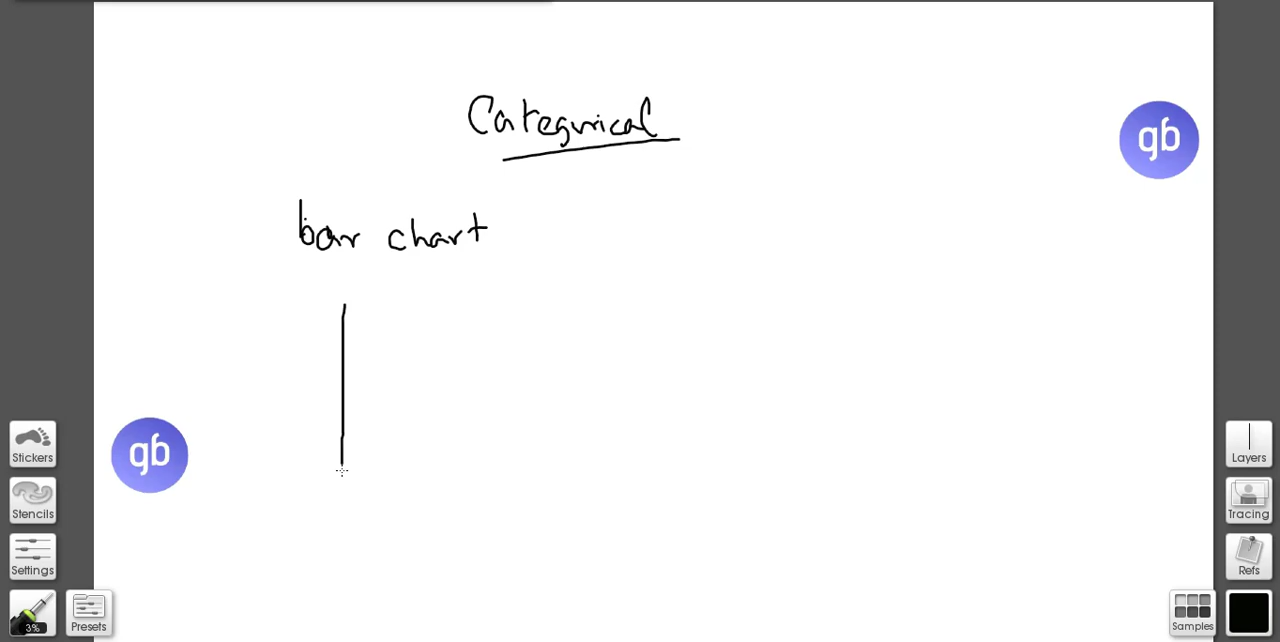 Categorical
bar chart
gb
gb
Stickers
Stencils
Settings
3%
Presets
Layers
Tracing
Refs
Samples